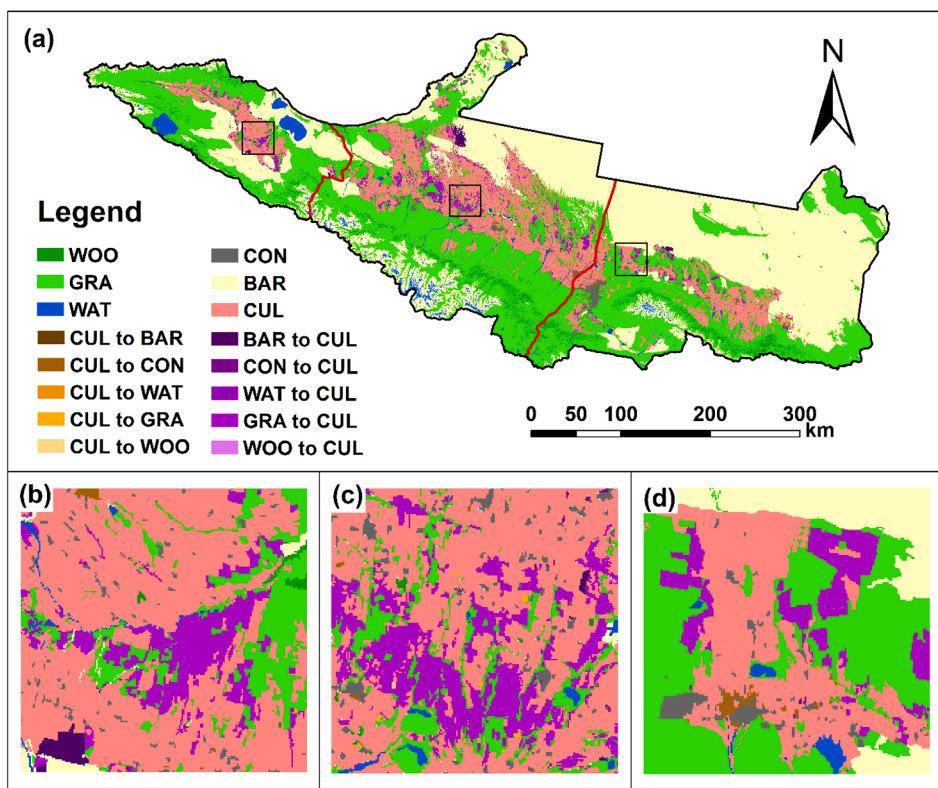 (a)
N
Legend
WOO
GRA
WAT
CUL to BAR
CUL to CON
CUL to WAT
CUL to GRA
CUL to WOO
CON
BAR
CUL
BAR to CUL
CON to CUL
WAT to CUL
GRA to CUL
WOO to CUL
0 50 100 200 300
km
(b)
(c)
(d)